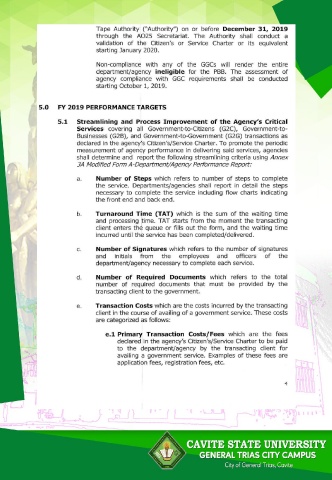 Tape Authority ("Authority") on or before December 31, 2019
through the AO25 Secretariat. The Authority shall conduct a
validation of the Citizen's or Service Charter or its equivalent
starting January 2020.
Non-compliance with any of the GGCs will render the entire
department/agency ineligible for the PBB. The assessment of
agency compliance with GGC requirements shall be conducted
starting October 1, 2019.
5.0 FY 2019 PERFORMANCE TARGETS
5.1 Streamlining and Process Improvement of the Agency's Critical
Services covering all Government-to-Citizens (G2C), Government-to-
Businesses (G2B), and Government-to-Government (G2G) transactions as
declared in the agency's Citizen's/Service Charter. To promote the periodic
measurement of agency performance in delivering said services, agencies
shall determine and report the following streamlining criteria using Annex
3A Modified Form A-Department/Agency Performance Report:
a. Number of Steps which refers to number of steps to complete
the service. Departments/agencies shall report in detail the steps
necessary to complete the service including flow charts indicating
the front end and back end.
b. Turnaround Time (TAT) which is the sum of the waiting time
and processing time. TAT starts from the moment the transacting
client enters the queue or fills out the form, and the waiting time
incurred until the service has been completed/delivered.
c. Number of Signatures which refers to the number of signatures
and initials from the employees and officers of the
department/agency necessary to complete each service.
d. Number of Required Documents which refers to the total
number of required documents that must be provided by the
transacting client to the government.
e. Transaction Costs which are the costs incurred by the transacting
client in the course of availing of a government service. These costs
are categorized as follows:
e.1 Primary Transaction Costs/Fees which are the fees
declared in the agency's Citizen's/Service Charter to be paid
to the department/agency by the transacting client for
availing a government service. Examples of these fees are
application fees, registration fees, etc.
CAVITE STATE UNIVERSITY
GENERAL TRIAS CITY CAMPUS
City of General Trias, Cavite